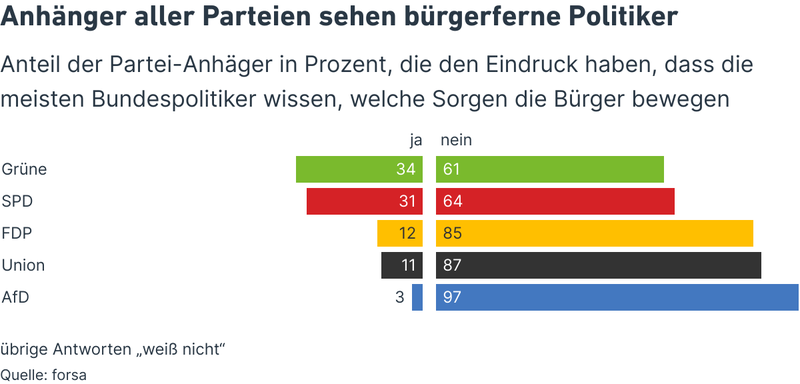 Anhänger aller Parteien sehen bürgerferne Politiker
Anteil der Partei-Anhäger in Prozent, die den Eindruck haben, dass die
meisten Bundespolitiker wissen, welche Sorgen die Bürger bewegen
ja nein
Grüne 34 61
SPD 31 64
FDP 12 85
Union 11 87
AfD 3 97
übrige Antworten „weiß nicht“
Quelle: forsa